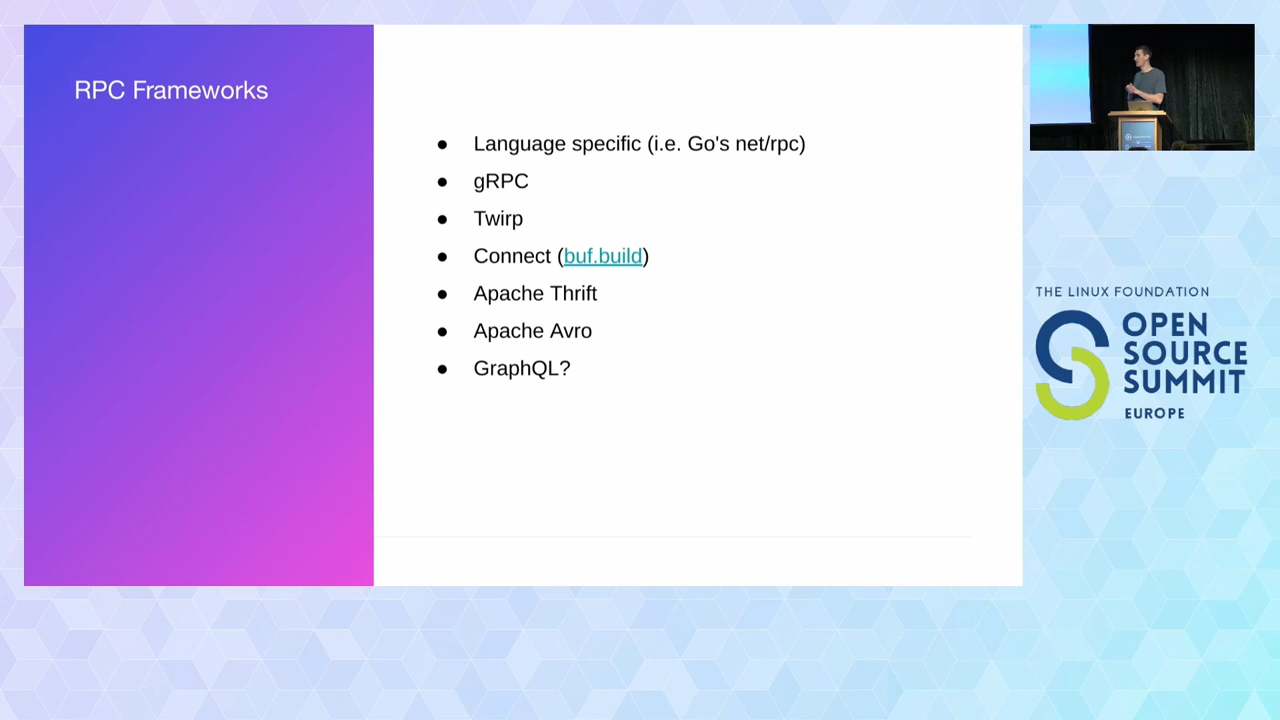 RPC Frameworks
● Language specific (i.e. Go's net/rpc)
● gRPC
● Twirp
● Connect (buf.build)
● Apache Thrift
● Apache Avro
● GraphQL?
THE LINUX FOUNDATION
OPEN
SOURCE
SUMMIT
EUROPE